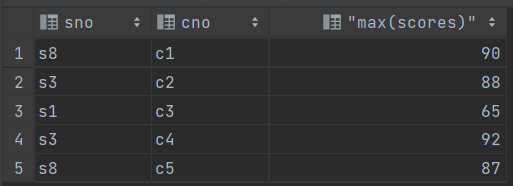 sno cno "max(scores)"
1 s8 c1 90
2 s3 c2 88
3 s1 c3 65
4 s3 c4 92
5 s8 c5 87